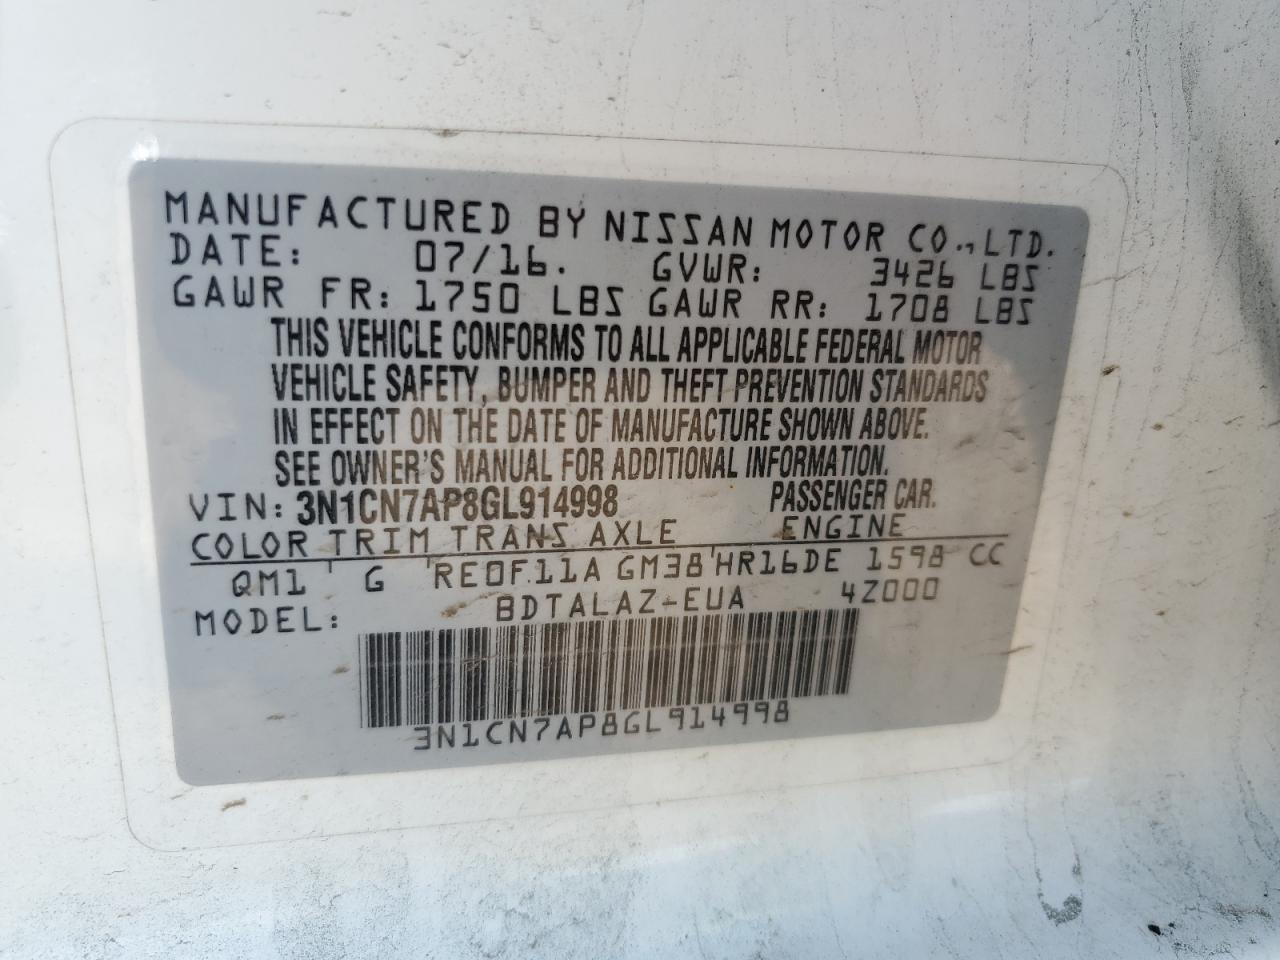 MANUFACTURED BY NISSAN MOTOR CO., LTD.
DATE: 07/16. GVWR: 3426 LBS
GAWR FR: 1750 LBS GAWR RR: 1708 LBS
THIS VEHICLE CONFORMS TO ALL APPLICABLE FEDERAL MOTOR
VEHICLE SAFETY, BUMPER AND THEFT PREVENTION STANDARDS
IN EFFECT ON THE DATE OF MANUFACTURE SHOWN ABOVE.
SEE OWNER'S MANUAL FOR ADDITIONAL INFORMATION.
VIN: 3N1CN7AP8GL914998 PASSENGER CAR.
COLOR TRIM TRANS AXLE ENGINE
QM1 ' G 'RE0F11A GM38'HR16DE 1598 CC
MODEL: BDTALAZ-EUA 4Z000
3N1CN7AP8GL914998